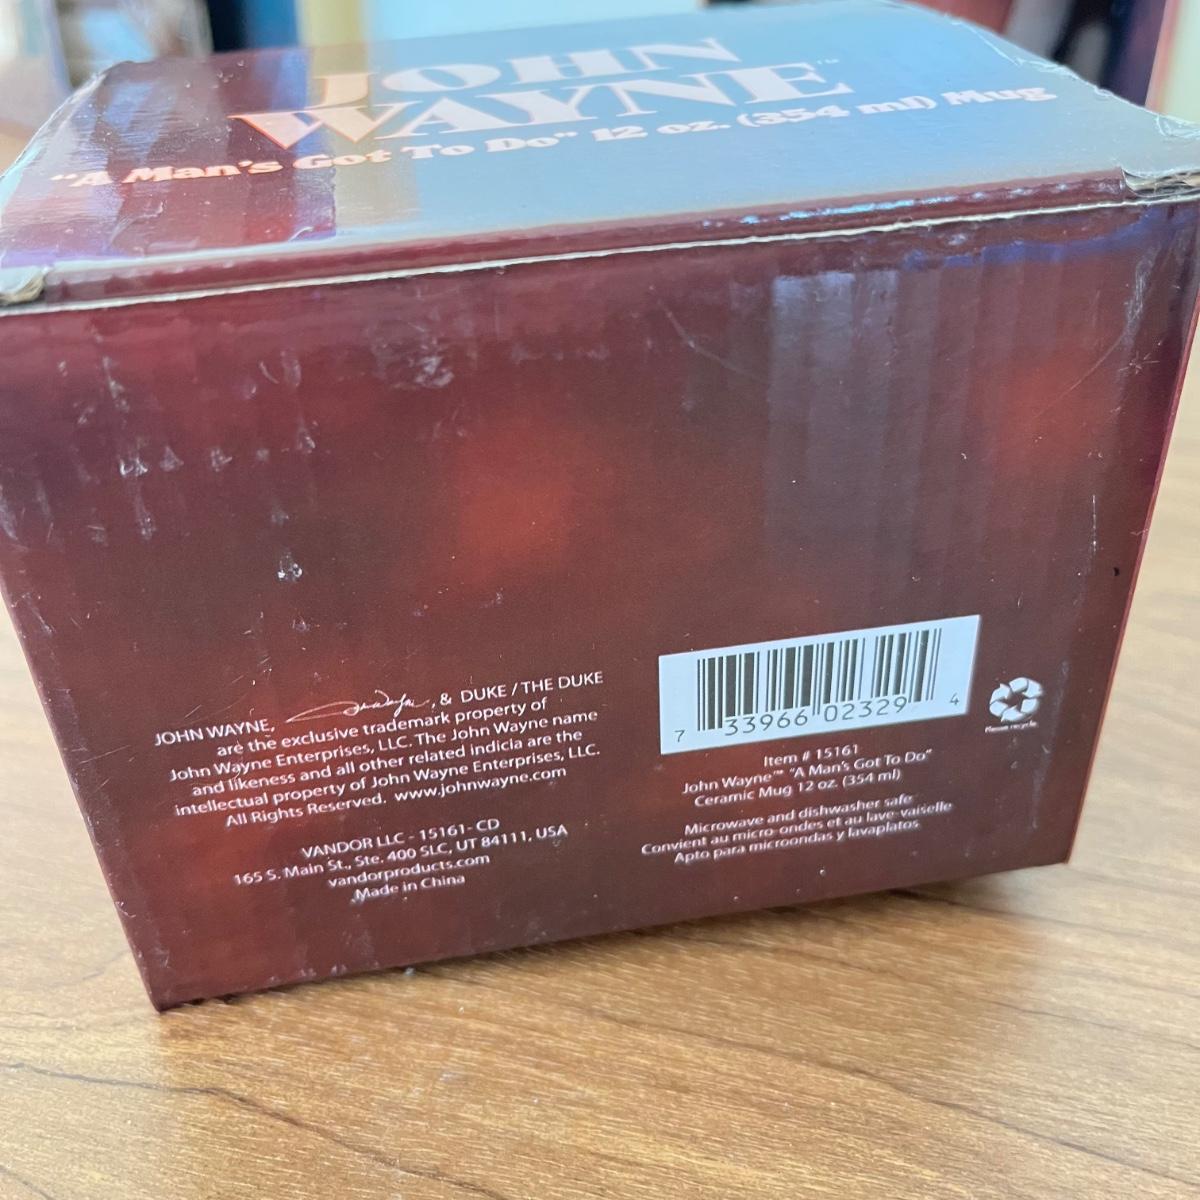 JOHN
WAYNE™
"A Man's Got To Do" 12 oz. (354 ml) Mug
JOHN WAYNE, John Wayne, & DUKE / THE DUKE
are the exclusive trademark property of
John Wayne Enterprises, LLC. The John Wayne name
and likeness and all other related indicia are the
intellectual property of John Wayne Enterprises, LLC.
All Rights Reserved. www.johnwayne.com
VANDOR LLC - 15161- CD
165 S. Main St., Ste. 400 SLC, UT 84111, USA
vandorproducts.com
Made in China
7 33966 02329 4
Please recycle.
Item # 15161
John Wayne™ "A Man's Got To Do"
Ceramic Mug 12 oz. (354 ml)
Microwave and dishwasher safe
Convient au micro-ondes et au lave-vaiselle
Apto para microondas y lavaplatos